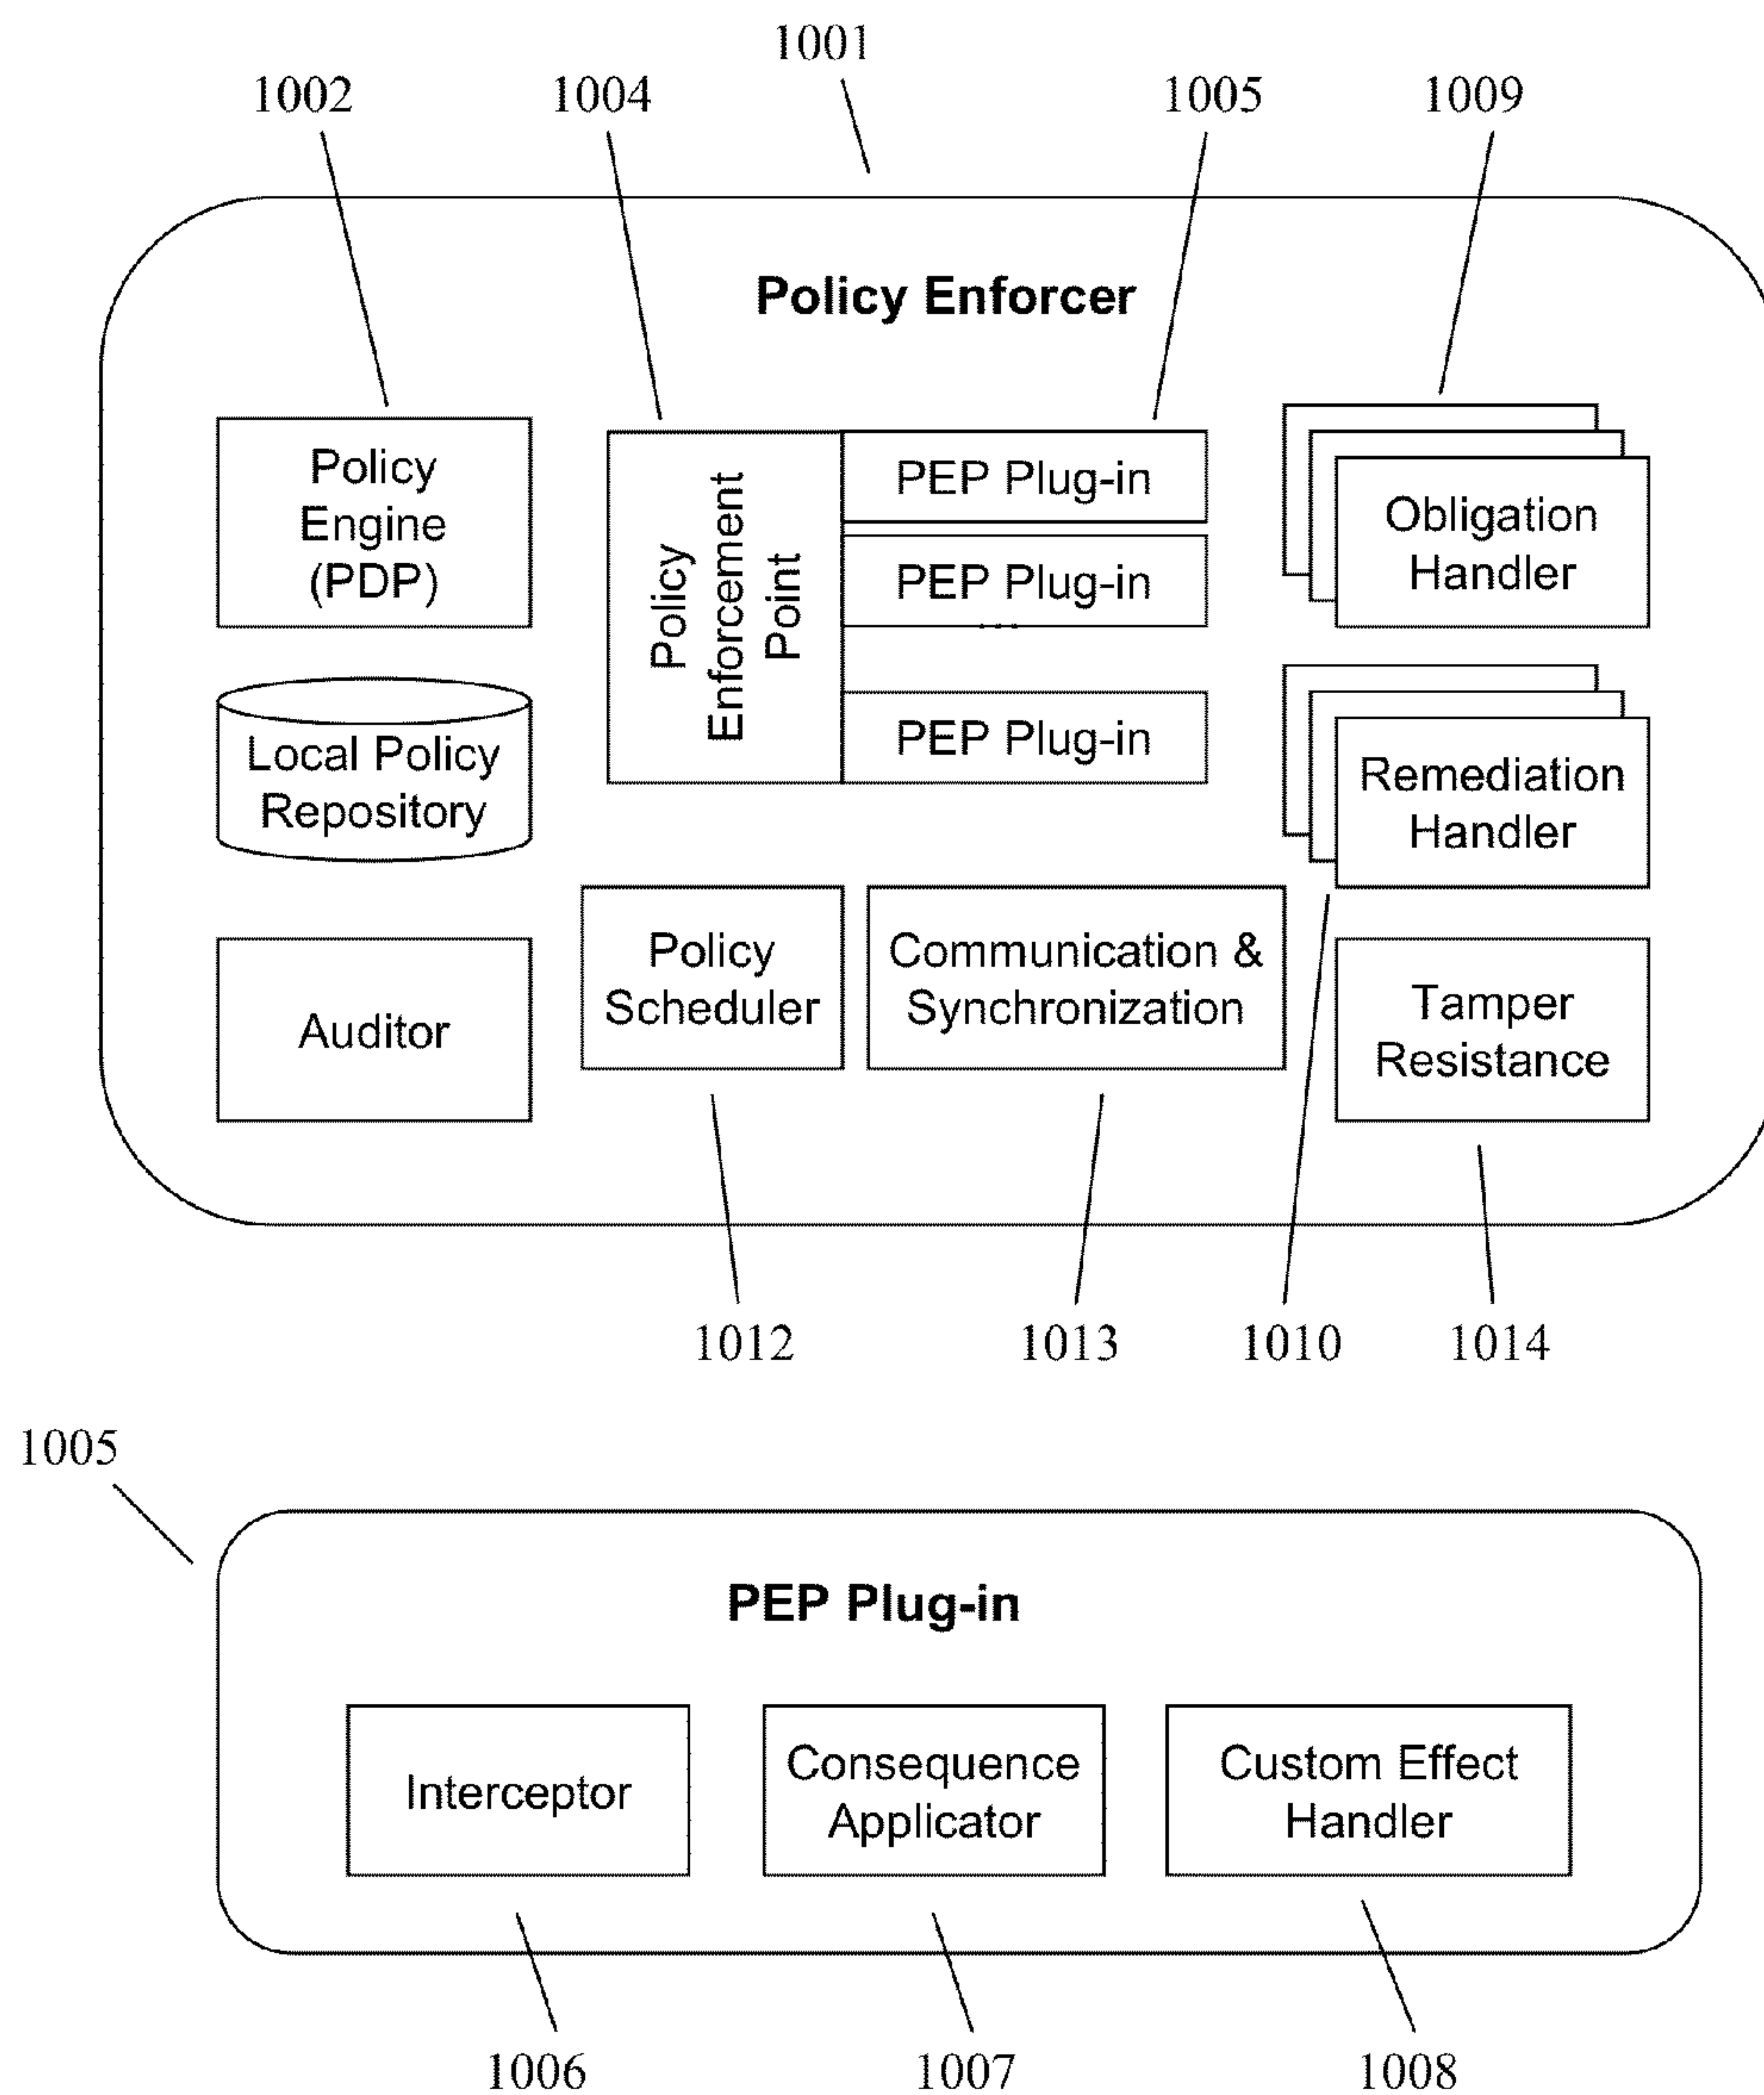 1001
1002
1004
1005
1009
Policy Enforcer
Policy
Engine
(PDP)
Policy
Enforcement
Point
PEP Plug-in
PEP Plug-in
...
PEP Plug-in
Obligation
Handler
Local Policy
Repository
Remediation
Handler
Auditor
Policy
Scheduler
Communication &
Synchronization
Tamper
Resistance
1012
1013
1010
1014
1005
PEP Plug-in
Interceptor
Consequence
Applicator
Custom Effect
Handler
1006
1007
1008